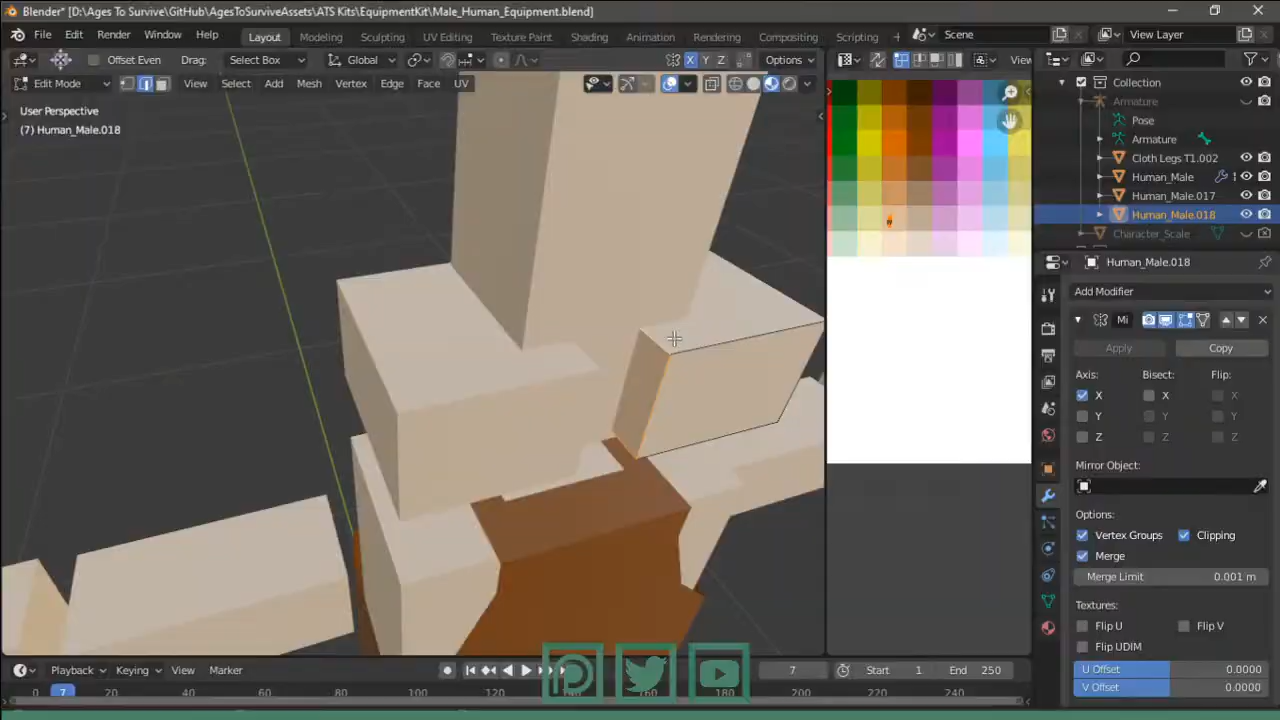 Blender* [D:\Ages To Survive\GitHub\AgesToSurviveAssets\ATS Kits\EquipmentKit\Male_Human_Equipment.blend]
File Edit Render Window Help Layout Modeling Sculpting UV Editing Texture Paint Shading Animation Rendering Compositing Scripting Scene View Layer
Offset Even Drag: Select Box Global X Y Z Options View
Edit Mode View Select Add Mesh Vertex Edge Face UV Collection
User Perspective Armature
(7) Human_Male.018 Pose
Armature
Cloth Legs T1.002
Human_Male
Human_Male.017
Human_Male.018
Character_Scale
Human_Male.018
Add Modifier
Mi
Apply Copy
Axis: Bisect: Flip:
X X X
Y Y Y
Z Z Z
Mirror Object:
Options:
Vertex Groups Clipping
Merge
Merge Limit 0.001 m
Textures:
Flip U Flip V
Flip UDIM
Playback Keying View Marker 7 Start 1 End 250 U Offset 0.0000
0 7 20 40 60 80 100 120 140 160 180 200 220 240 V Offset 0.0000